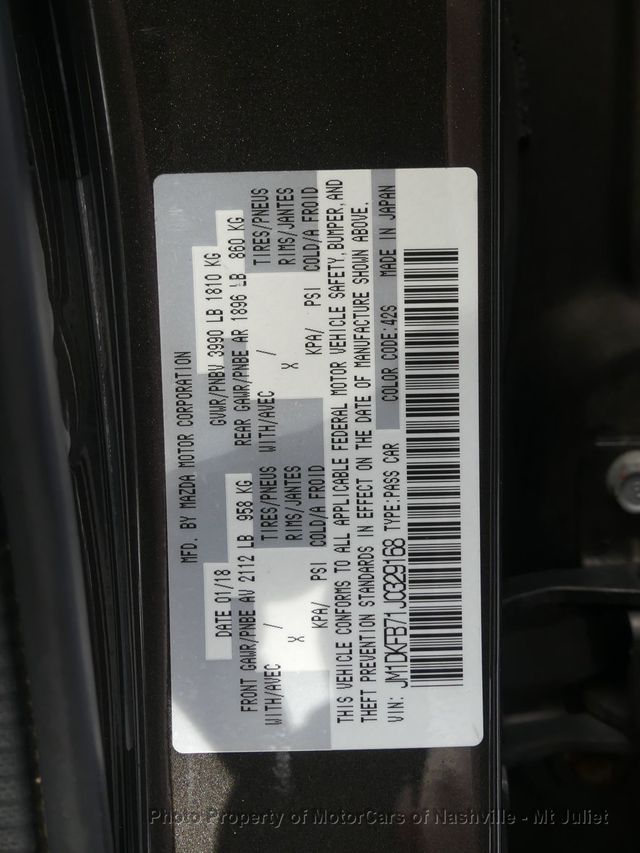 MFD. BY MAZDA MOTOR CORPORATION
DATE 01/18 GVWR/PNBV 3990 LB 1810 KG
FRONT GAWR/PNBE AV 2112 LB 958 KG REAR GAWR/PNBE AR 1896 LB 860 KG
WITH/AVEC / TIRES/PNEUS WITH/AVEC / TIRES/PNEUS
X RIMS/JANTES X RIMS/JANTES
KPA/ PSI COLD/A FROID KPA/ PSI COLD/A FROID
THIS VEHICLE CONFORMS TO ALL APPLICABLE FEDERAL MOTOR VEHICLE SAFETY, BUMPER, AND
THEFT PREVENTION STANDARDS IN EFFECT ON THE DATE OF MANUFACTURE SHOWN ABOVE.
VIN: JM1DKFB71J0329168 TYPE:PASS CAR COLOR CODE:42S MADE IN JAPAN
Photo Property of MotorCars of Nashville - Mt Juliet